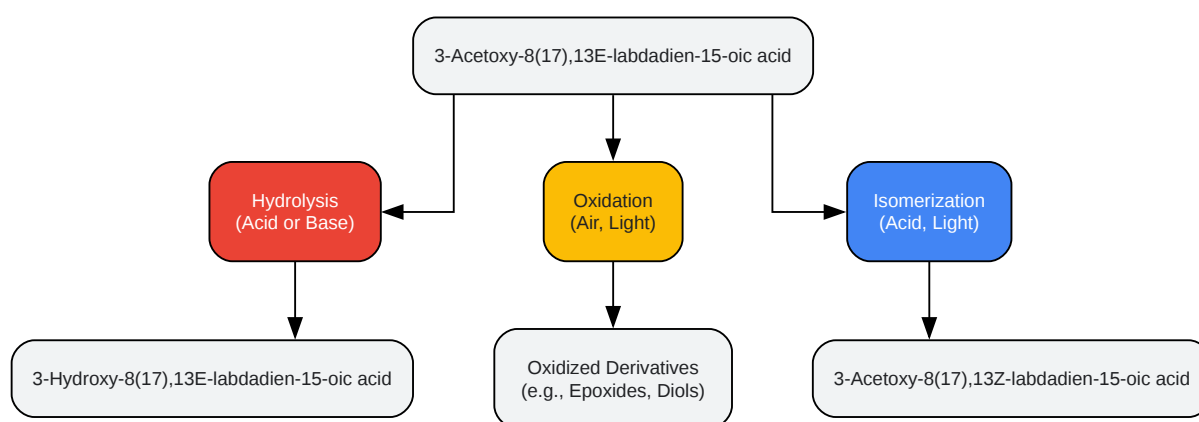 3-Acetoxy-8(17),13E-labdadien-15-oic acid
Hydrolysis
(Acid or Base)
Oxidation
(Air, Light)
Isomerization
(Acid, Light)
3-Hydroxy-8(17),13E-labdadien-15-oic acid
Oxidized Derivatives
(e.g., Epoxides, Diols)
3-Acetoxy-8(17),13Z-labdadien-15-oic acid